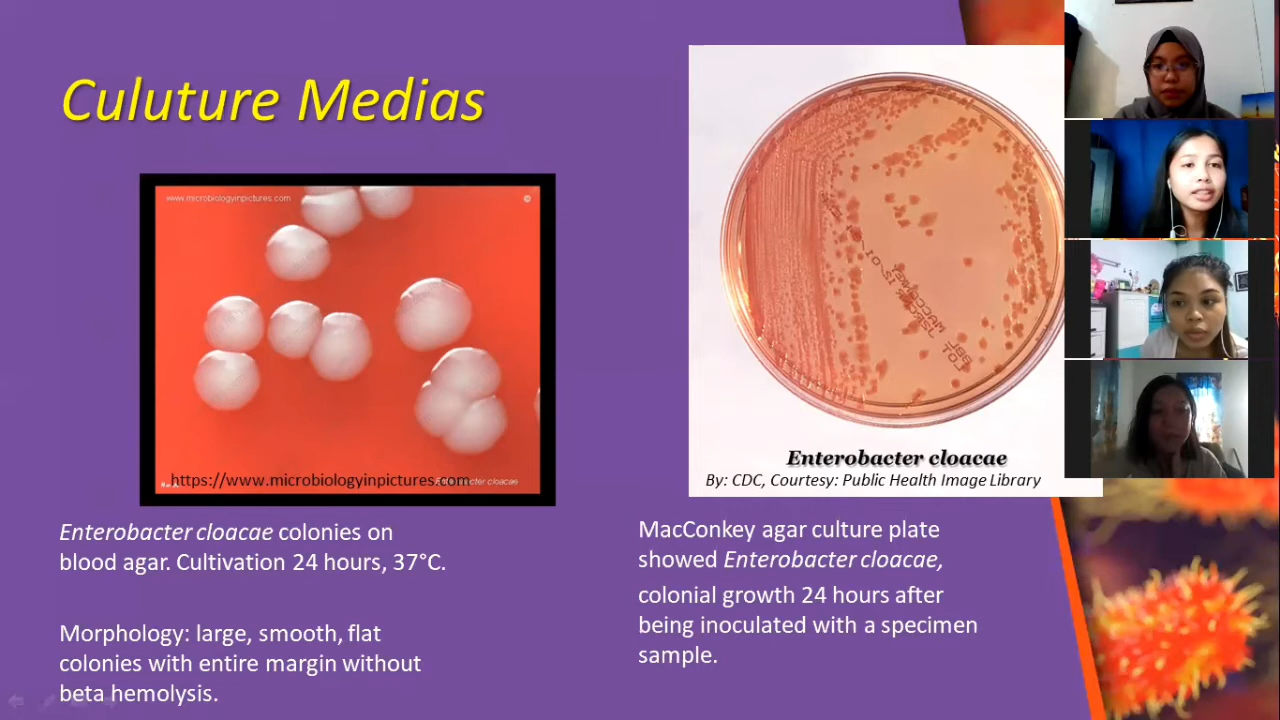 Culuture Medias
www.microbiologyinpictures.com
https://www.microbiologyinpictures.com
Enterobacter cloacae
Enterobacter cloacae colonies on
blood agar. Cultivation 24 hours, 37°C.
Morphology: large, smooth, flat
colonies with entire margin without
beta hemolysis.
BBL
LOT
MACCONKEY
Enterobacter cloacae
By: CDC, Courtesy: Public Health Image Library
MacConkey agar culture plate
showed Enterobacter cloacae,
colonial growth 24 hours after
being inoculated with a specimen
sample.